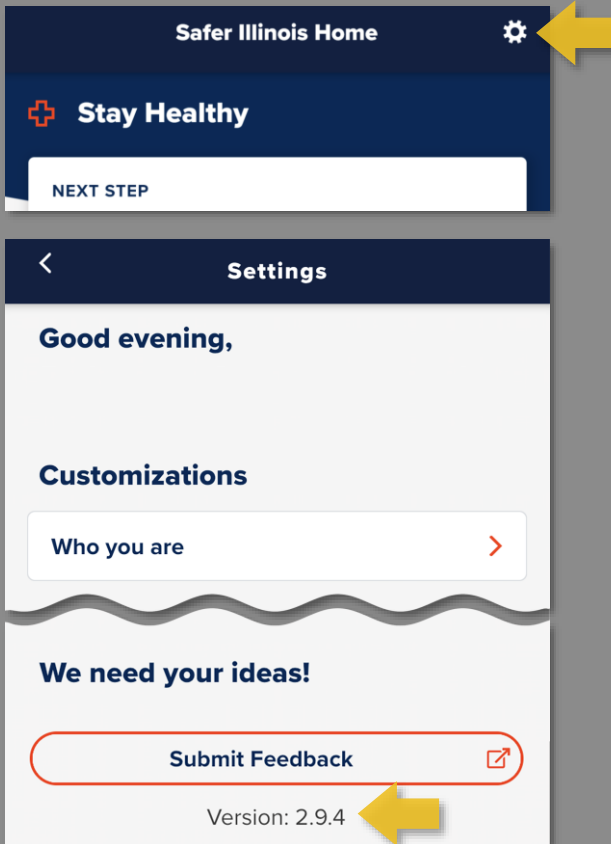 Safer Illinois Home
Stay Healthy
NEXT STEP
Settings
Good evening,
Customizations
Who you are
We need your ideas!
Submit Feedback
Version: 2.9.4